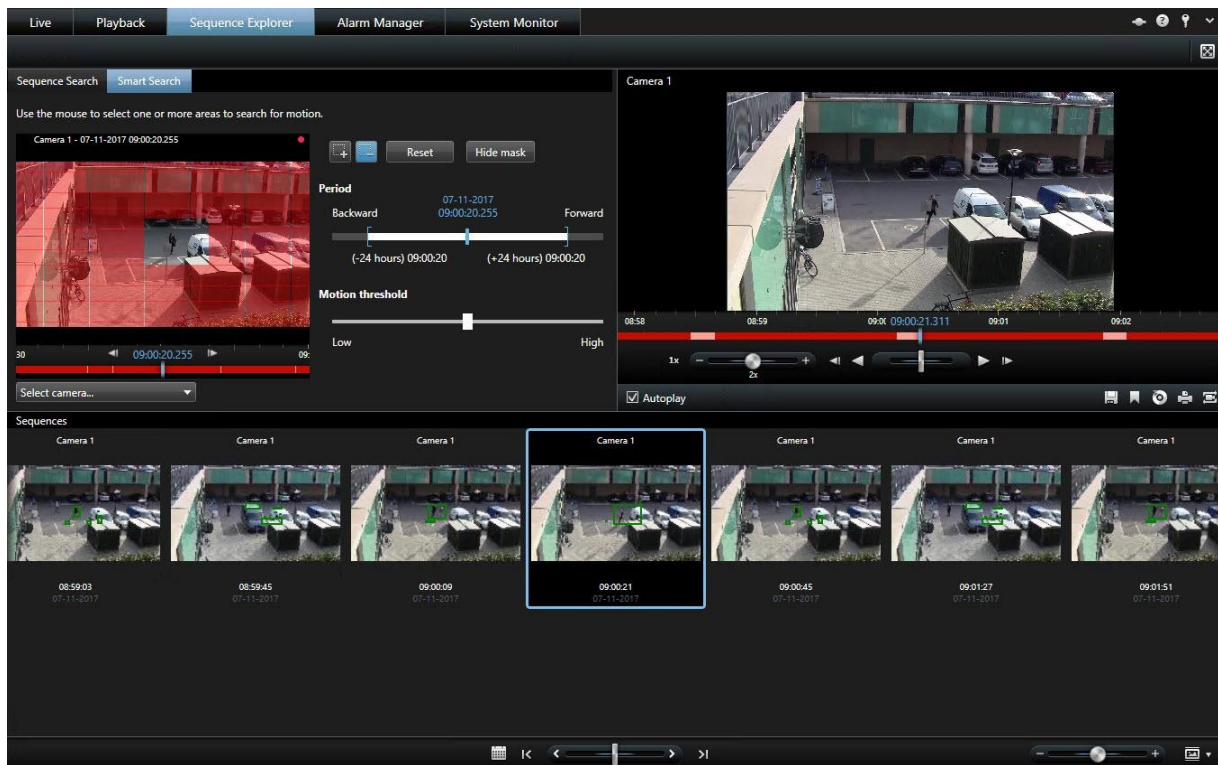 Live Playback Sequence Explorer Alarm Manager System Monitor
Sequence Search Smart Search
Use the mouse to select one or more areas to search for motion.
Camera 1 - 07-11-2017 09:00:20.255
Reset Hide mask
Period
07-11-2017
Backward 09:00:20.255 Forward
(-24 hours) 09:00:20 (+24 hours) 09:00:20
Motion threshold
Low High
30 09:00:20.255 09:
Select camera...
Camera 1
08:58 08:59 09:00 09:00:21.311 09:01 09:02
1x
2x
Autoplay
Sequences
Camera 1 Camera 1 Camera 1 Camera 1 Camera 1 Camera 1 Camera 1
08:59:03 08:59:45 09:00:09 09:00:21 09:00:45 09:01:27 09:01:51
07-11-2017 07-11-2017 07-11-2017 07-11-2017 07-11-2017 07-11-2017 07-11-2017